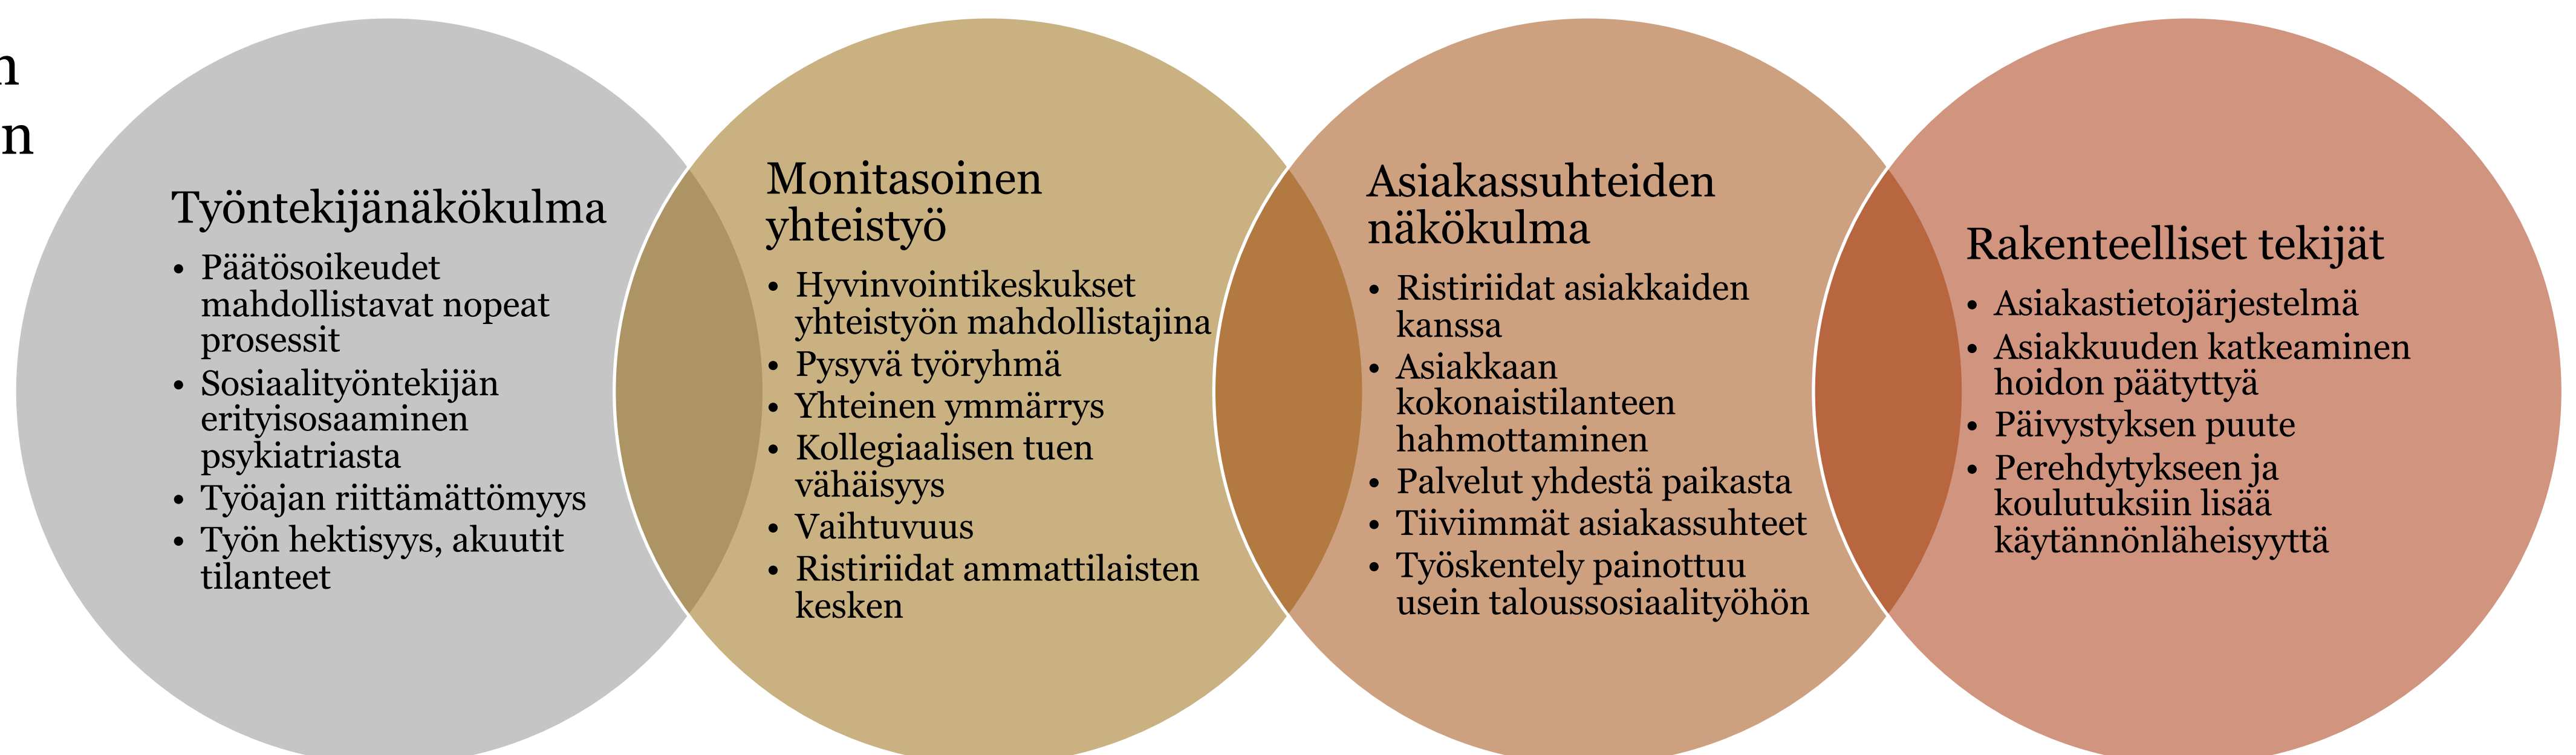 n
n
Työntekijänäkökulma
• Päätösoikeudet
mahdollistavat nopeat
prosessit
• Sosiaalityöntekijän
erityisosaaminen
psykiatriasta
• Työajan riittämättömyys
• Työn hektisyys, akuutit
tilanteet
Monitasoinen
yhteistyö
• Hyvinvointikeskukset
yhteistyön mahdollistajina
• Pysyvä työryhmä
• Yhteinen ymmärrys
• Kollegiaalisen tuen
vähäisyys
• Vaihtuvuus
• Ristiriidat ammattilaisten
kesken
Asiakassuhteiden
näkökulma
• Ristiriidat asiakkaiden
kanssa
• Asiakkaan
kokonaistilanteen
hahmottaminen
• Palvelut yhdestä paikasta
• Tiiviimmät asiakassuhteet
• Työskentely painottuu
usein taloussosiaalityöhön
Rakenteelliset tekijät
• Asiakastietojärjestelmä
• Asiakkuuden katkeaminen
hoidon päätyttyä
• Päivystyksen puute
• Perehdytykseen ja
koulutuksiin lisää
käytännönläheisyyttä